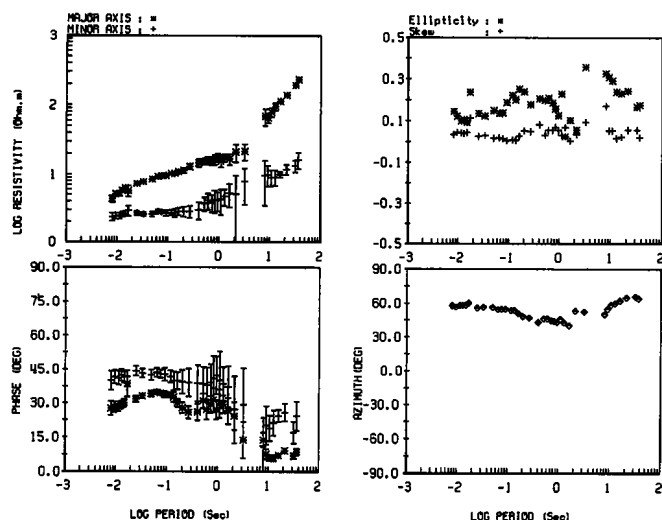 MAJOR AXIS : *
MINOR AXIS : +
LOG RESISTIVITY (Ohm.m)
3
2
1
0
-3 -2 -1 0 1 2
Ellipticity : *
Skew : +
0.5
0.3
0.1
-0.1
-0.3
-0.5
-3 -2 -1 0 1 2
PHASE (DEG)
90.0
75.0
60.0
45.0
30.0
15.0
0.0
-3 -2 -1 0 1 2
LOG PERIOD (Sec)
AZIMUTH(DEG)
90.0
60.0
30.0
0.0
-30.0
-60.0
-90.0
-3 -2 -1 0 1 2
LOG PERIOD (Sec)